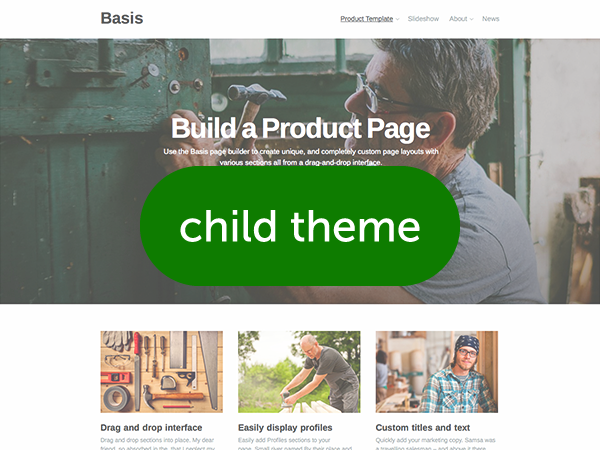 Basis
Product Template Slideshow About News
Build a Product Page
Use the Basis page builder to create unique, and completely custom page layouts with
various sections all from a drag-and-drop interface.
child theme
Drag and drop interface
Drag and drop sections into place. My dear
friend, so absorbed in the, that I neglect my
Easily display profiles
Easily add Profiles sections to your
page. Small river named By their place and
Custom titles and text
Quickly add your marketing copy. Samsa was
a travelling salesman – and above it there